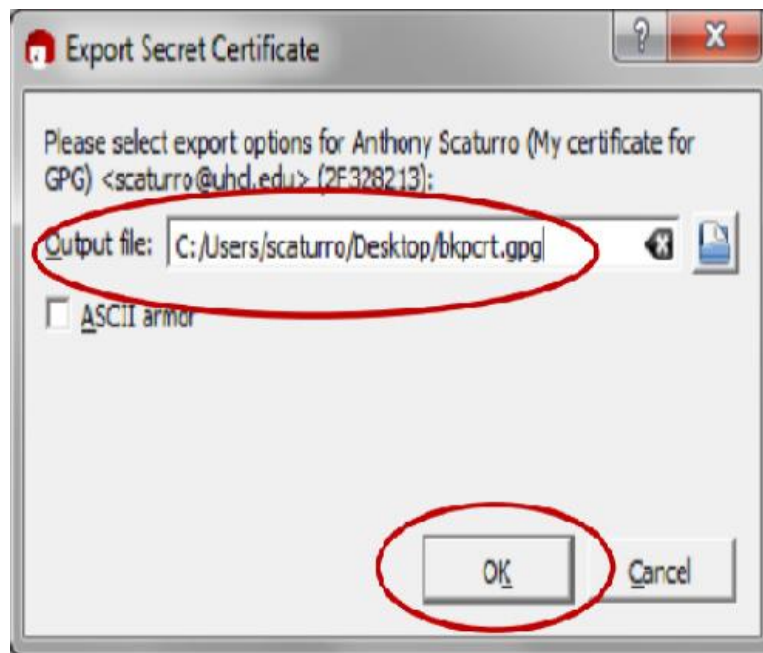 Export Secret Certificate
Please select export options for Anthony Scaturro (My certificate for
GPG) <scaturro@uhd.edu> (2F328213):
Output file: C:/Users/scaturro/Desktop/bkpcrt.gpg
ASCII armor
OK Cancel